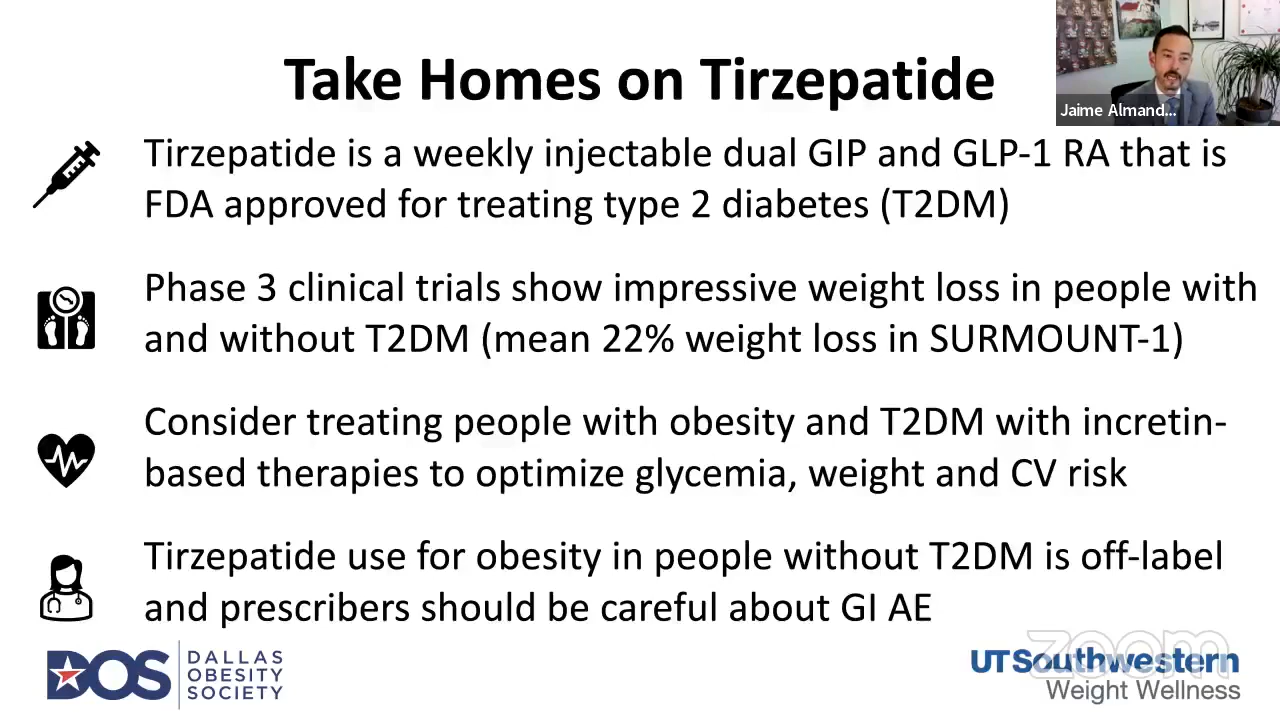 Take Homes on Tirzepatide
Jaime Almand...
Tirzepatide is a weekly injectable dual GIP and GLP-1 RA that is
FDA approved for treating type 2 diabetes (T2DM)
Phase 3 clinical trials show impressive weight loss in people with
and without T2DM (mean 22% weight loss in SURMOUNT-1)
Consider treating people with obesity and T2DM with incretin-
based therapies to optimize glycemia, weight and CV risk
Tirzepatide use for obesity in people without T2DM is off-label
and prescribers should be careful about GI AE
DOS
DALLAS
OBESITY
SOCIETY
zoom
UTSouthwestern
Weight Wellness